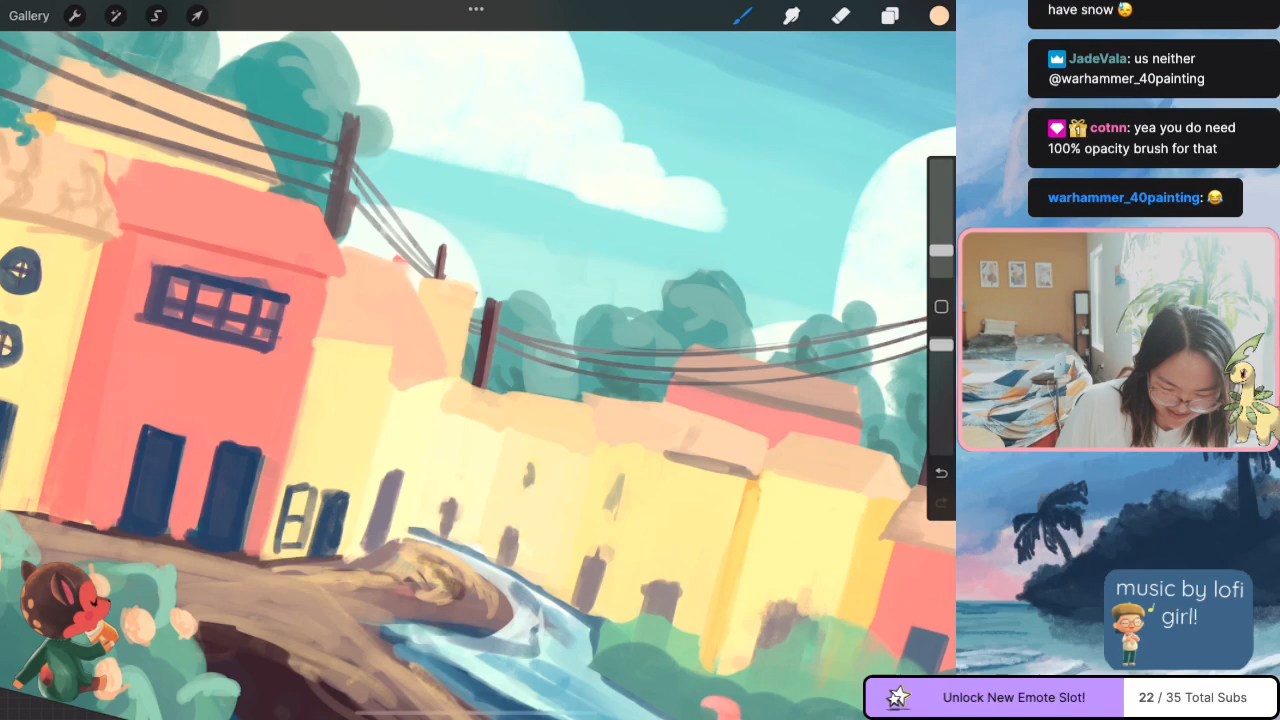 Gallery
have snow 😓
JadeVala: us neither
@warhammer_40painting
cotnn: yea you do need
100% opacity brush for that
warhammer_40painting: 😂
music by lofi
girl!
Unlock New Emote Slot!
22 / 35 Total Subs